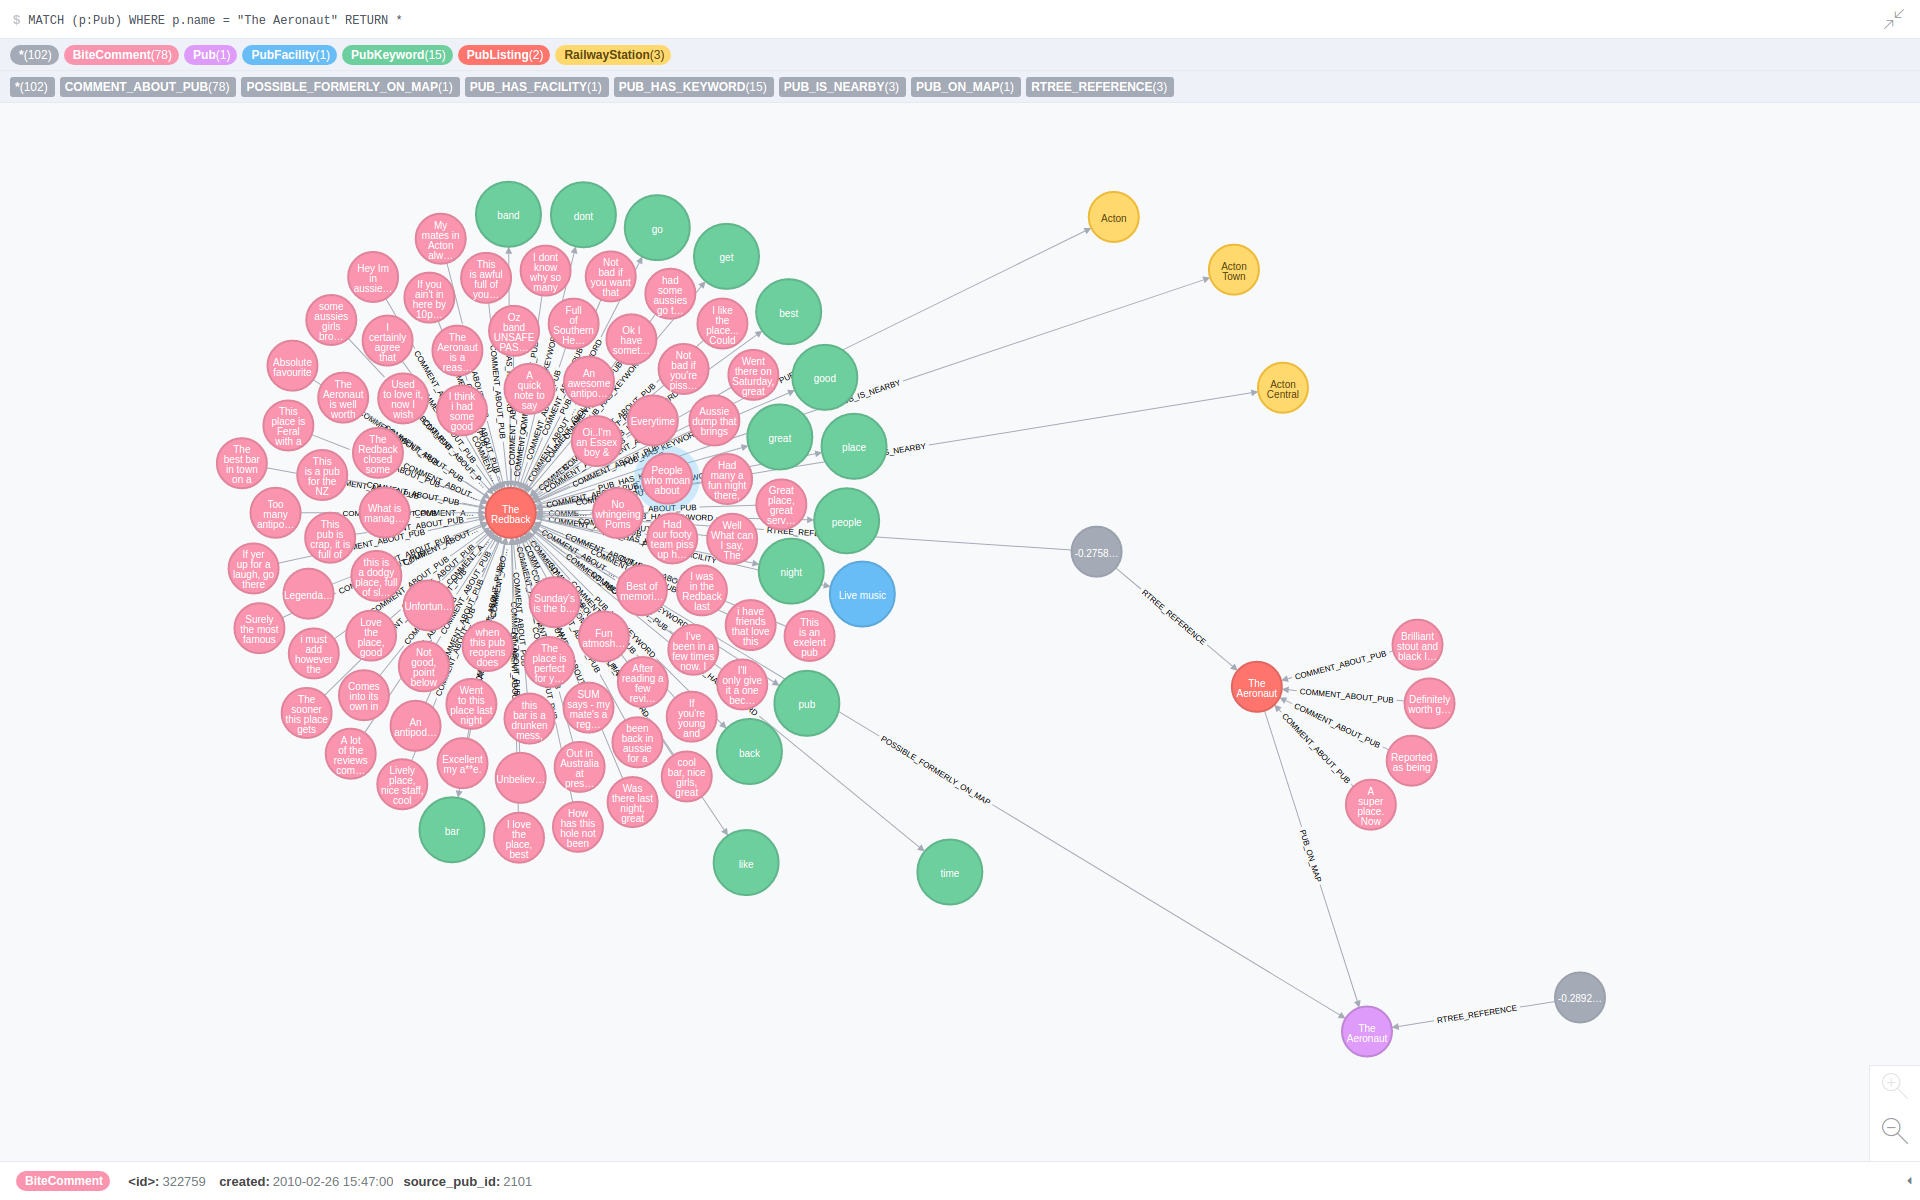 $ MATCH (p:Pub) WHERE p.name = "The Aeronaut" RETURN *
*(102) BiteComment(78) Pub(1) PubFacility(1) PubKeyword(15) PubListing(2) RailwayStation(3)
*(102) COMMENT_ABOUT_PUB(78) POSSIBLE_FORMERLY_ON_MAP(1) PUB_HAS_FACILITY(1) PUB_HAS_KEYWORD(15) PUB_IS_NEARBY(3) PUB_ON_MAP(1) RTREE_REFERENCE(3)
band
dont
go
get
best
good
great
place
people
night
Live music
pub
back
like
time
bar
Acton
Acton
Town
Acton
Central
My
mates in
Acton
alw…
Hey Im
in
aussie…
If you
ain't in
here by
10p…
This
is awful
full of
you…
I dont
know
why so
many
Not
bad if
you want
that
had
some
aussies
go t…
I like
the
place...
Could
some
aussies
girls
bro…
I
certainly
agree
that
The
Aeronaut
is a
reas…
Oz
band
UNSAFE
PAS…
Full
of
Southern
He…
Ok I
have
somet…
Not
bad if
you're
piss…
Went
there on
Saturday,
great
Absolute
favourite
The
Aeronaut
is well
worth
Used
to love it,
now I
wish
I think
i had
some
good
A
quick
note to
say
An
awesome
antipo…
Everytime
Aussie
dump that
brings
This
place is
Feral
with a
The
Redback
closed
some
Oi..I'm
an Essex
boy &
People
who moan
about
Had
many a
fun night
there,
The
best bar
in town
on a
This
is a pub
for the
NZ
What is
manag…
The
Redback
No
whingeing
Poms
Great
place,
great
serv…
Too
many
antipo…
This
pub is
crap, it is
full of
Had
our footy
team piss
up h…
Well
What can
I say,
The
If yer
up for a
laugh, go
there
this is
a dodgy
place, full
of sl…
Legenda…
Unfortun…
Sunday's
is the b…
Best of
memori…
I was
in the
Redback
last
i have
friends
that love
this
This
is an
exelent
pub
Surely
the most
famous
i must
add
however
the
Love
the
place,
good
Not
good,
point
below
when
this pub
reopens
does
The
place is
perfect
for y…
Fun
atmosh…
I've
been in a
few times
now. I
I'll
only give
it a one
bec…
The
sooner
this place
gets
Comes
into its
own in
Went
to this
place last
night
After
reading a
few
revi…
SUM
says - my
mate's a
reg…
If
you're
young
and
A lot
of the
reviews
com…
An
antipod…
this
bar is a
drunken
mess,
been
back in
aussie
for a
Lively
place,
nice staff,
cool
Excellent
my a**e.
Unbeliev…
Out in
Australia
at
pres…
cool
bar, nice
girls,
great
I love
the
place,
best
How
has this
hole not
been
Was
there last
night,
great
-0.2758…
RTREE_REFERENCE
The
Aeronaut
COMMENT_ABOUT_PUB
COMMENT_ABOUT_PUB
COMMENT_ABOUT_PUB
COMMENT_ABOUT_PUB
Brilliant
stout and
black l…
Definitely
worth g…
Reported
as being
A
super
place.
Now
POSSIBLE_FORMERLY_ON_MAP
PUB_ON_MAP
The
Aeronaut
RTREE_REFERENCE
-0.2892…
BiteComment <id>: 322759 created: 2010-02-26 15:47:00 source_pub_id: 2101